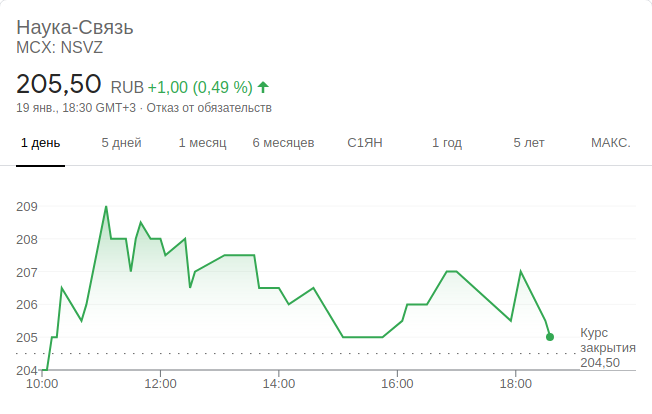 Наука-Связь
MCX: NSVZ
205,50 RUB +1,00 (0,49 %)
19 янв., 18:30 GMT+3 · Отказ от обязательств
1 день 5 дней 1 месяц 6 месяцев С1ЯН 1 год 5 лет МАКС.
209
208
207
206
205
204
Курс
закрытия
204,50
10:00 12:00 14:00 16:00 18:00